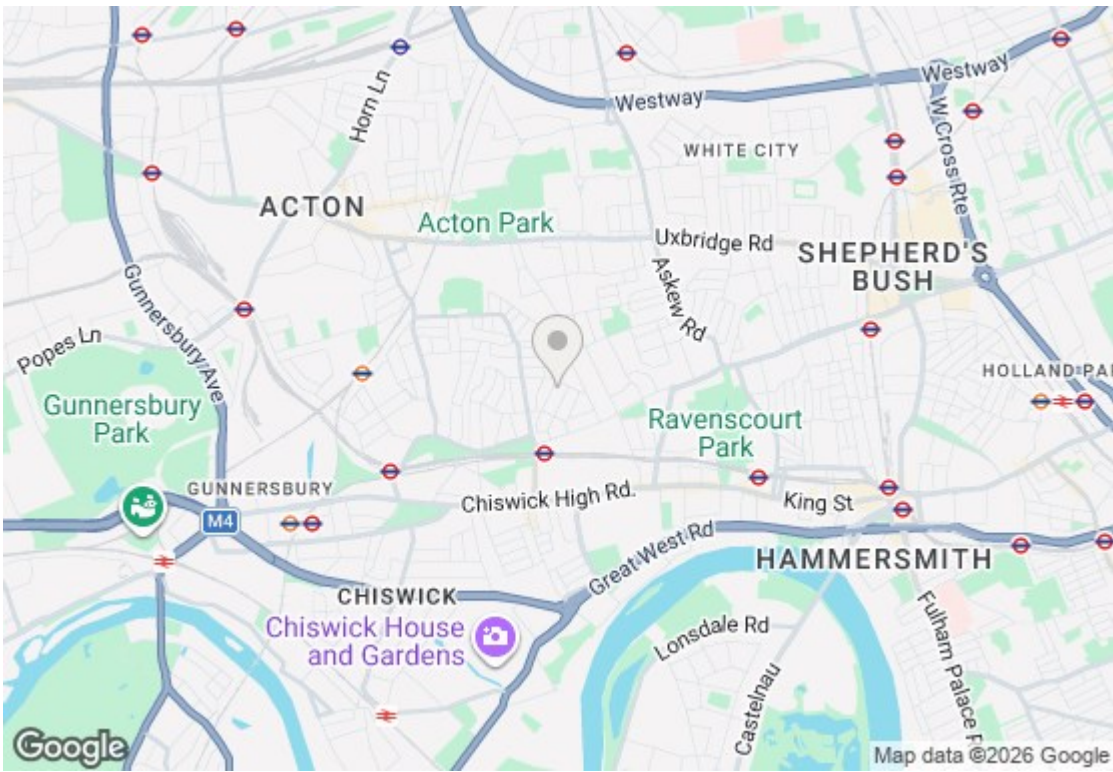 Westway
Westway
Horn Ln
W Cross Rte
WHITE CITY
ACTON
Acton Park
Uxbridge Rd
SHEPHERD'S
BUSH
Gunnersbury Ave
Askew Rd
Popes Ln
HOLLAND PAR
Gunnersbury
Park
Ravenscourt
Park
GUNNERSBURY
Chiswick High Rd.
King St
M4
Great West Rd
HAMMERSMITH
CHISWICK
Chiswick House
and Gardens
Lonsdale Rd
Fulham Palace R
Castelnau
Google
Map data ©2026 Google